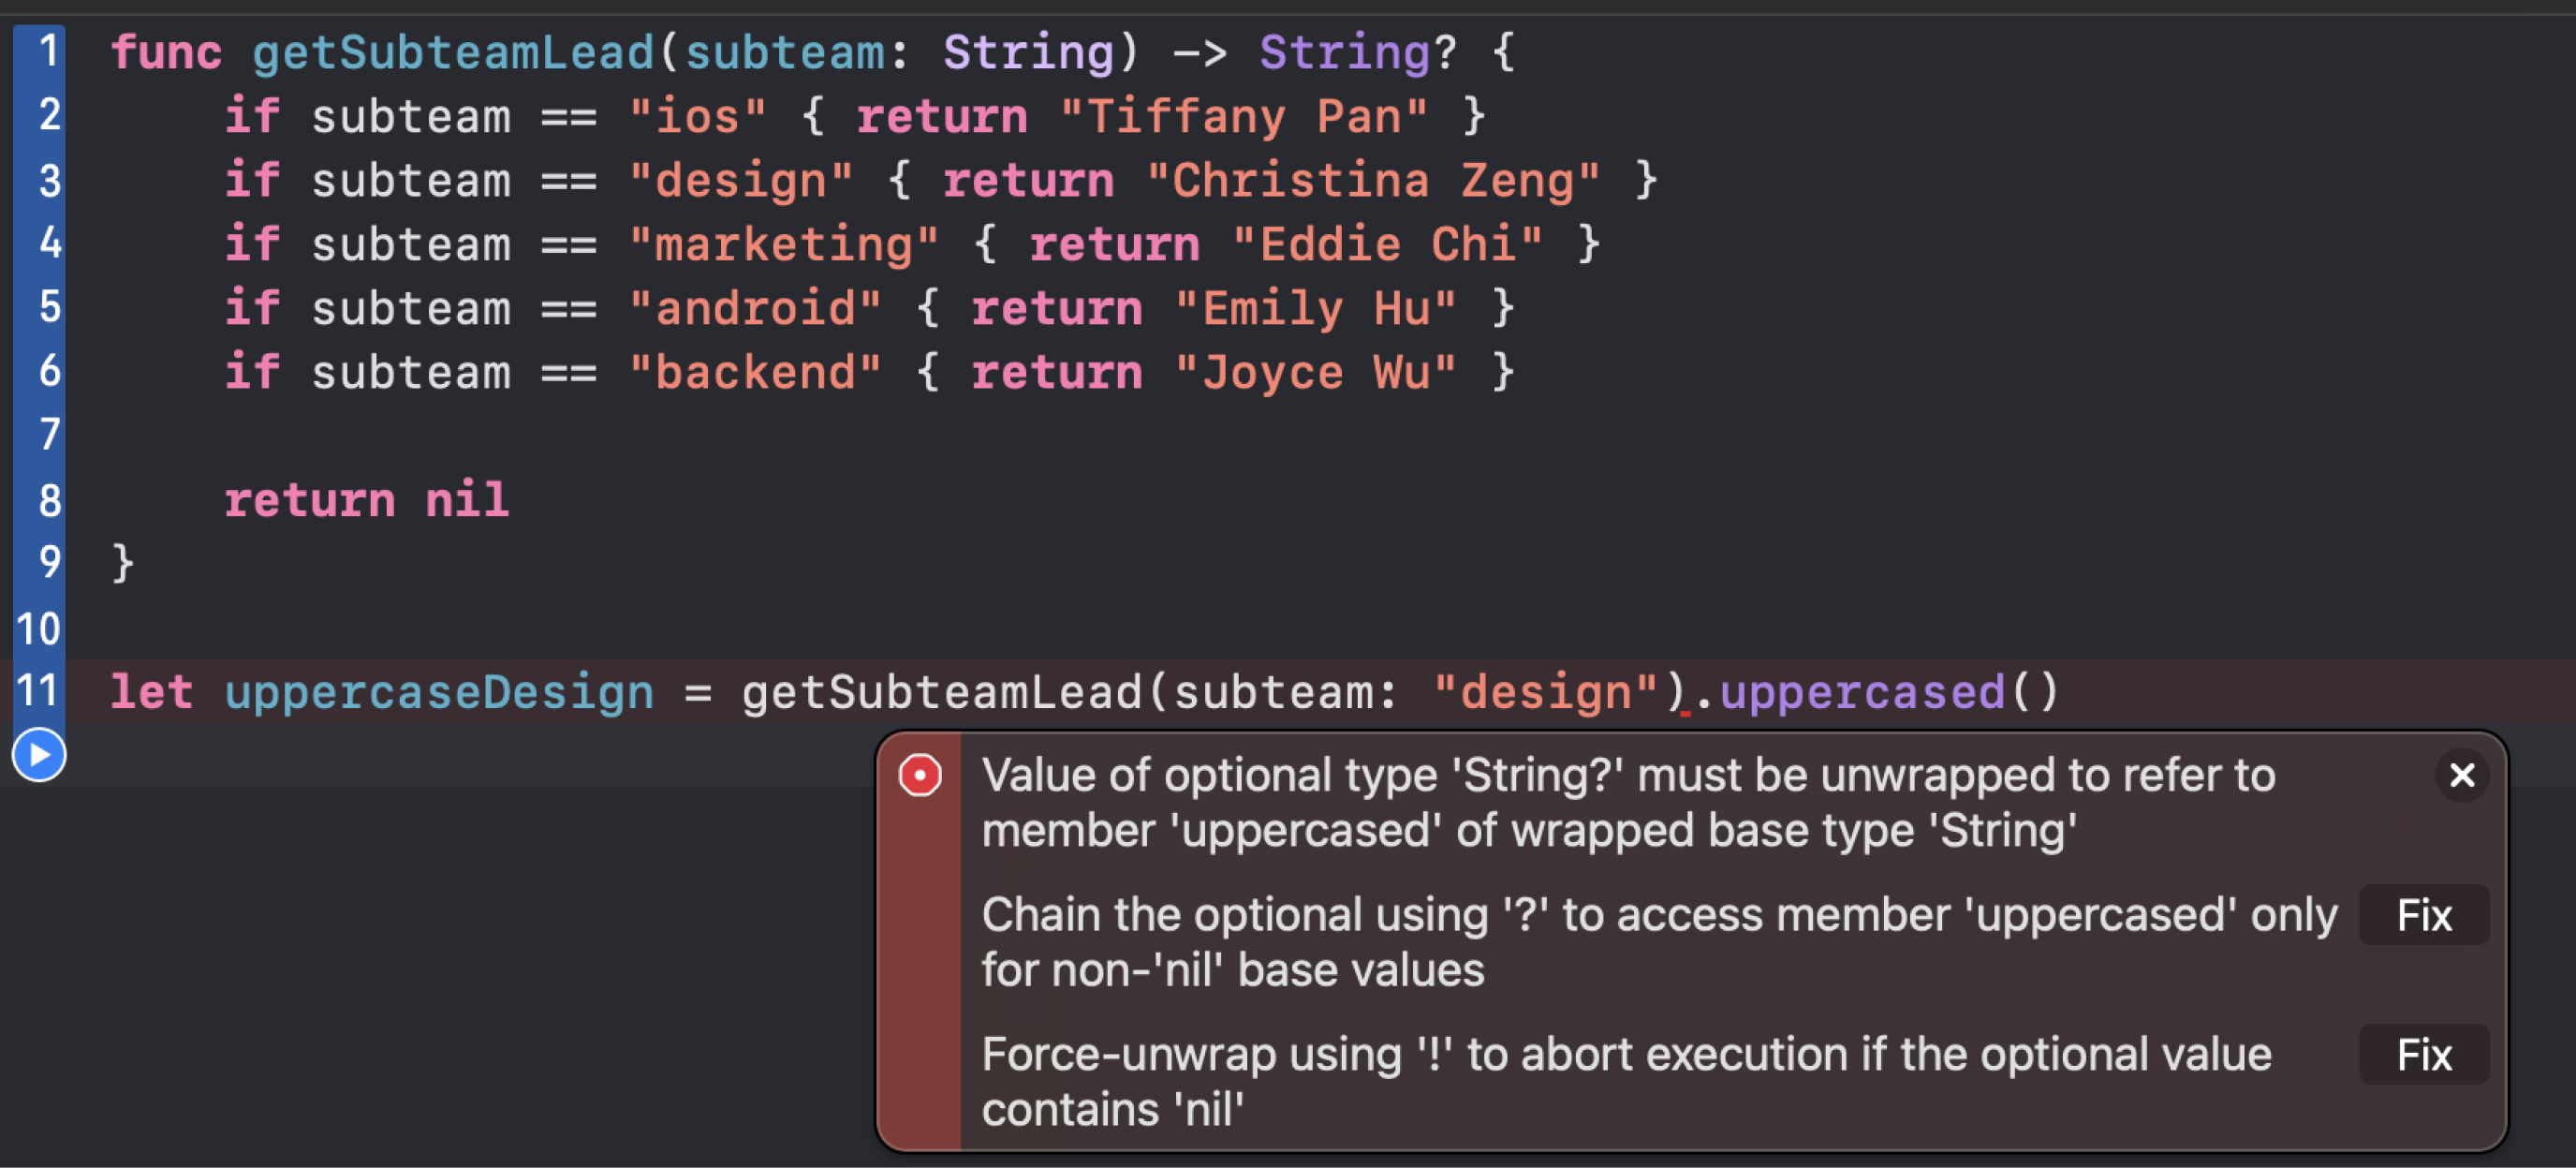 1 func getSubteamLead(subteam: String) -> String? {
2 if subteam == "ios" { return "Tiffany Pan" }
3 if subteam == "design" { return "Christina Zeng" }
4 if subteam == "marketing" { return "Eddie Chi" }
5 if subteam == "android" { return "Emily Hu" }
6 if subteam == "backend" { return "Joyce Wu" }
7
8 return nil
9 }
10
11 let uppercaseDesign = getSubteamLead(subteam: "design").uppercased()
Value of optional type 'String?' must be unwrapped to refer to
member 'uppercased' of wrapped base type 'String'
Chain the optional using '?' to access member 'uppercased' only Fix
for non-'nil' base values
Force-unwrap using '!' to abort execution if the optional value Fix
contains 'nil'